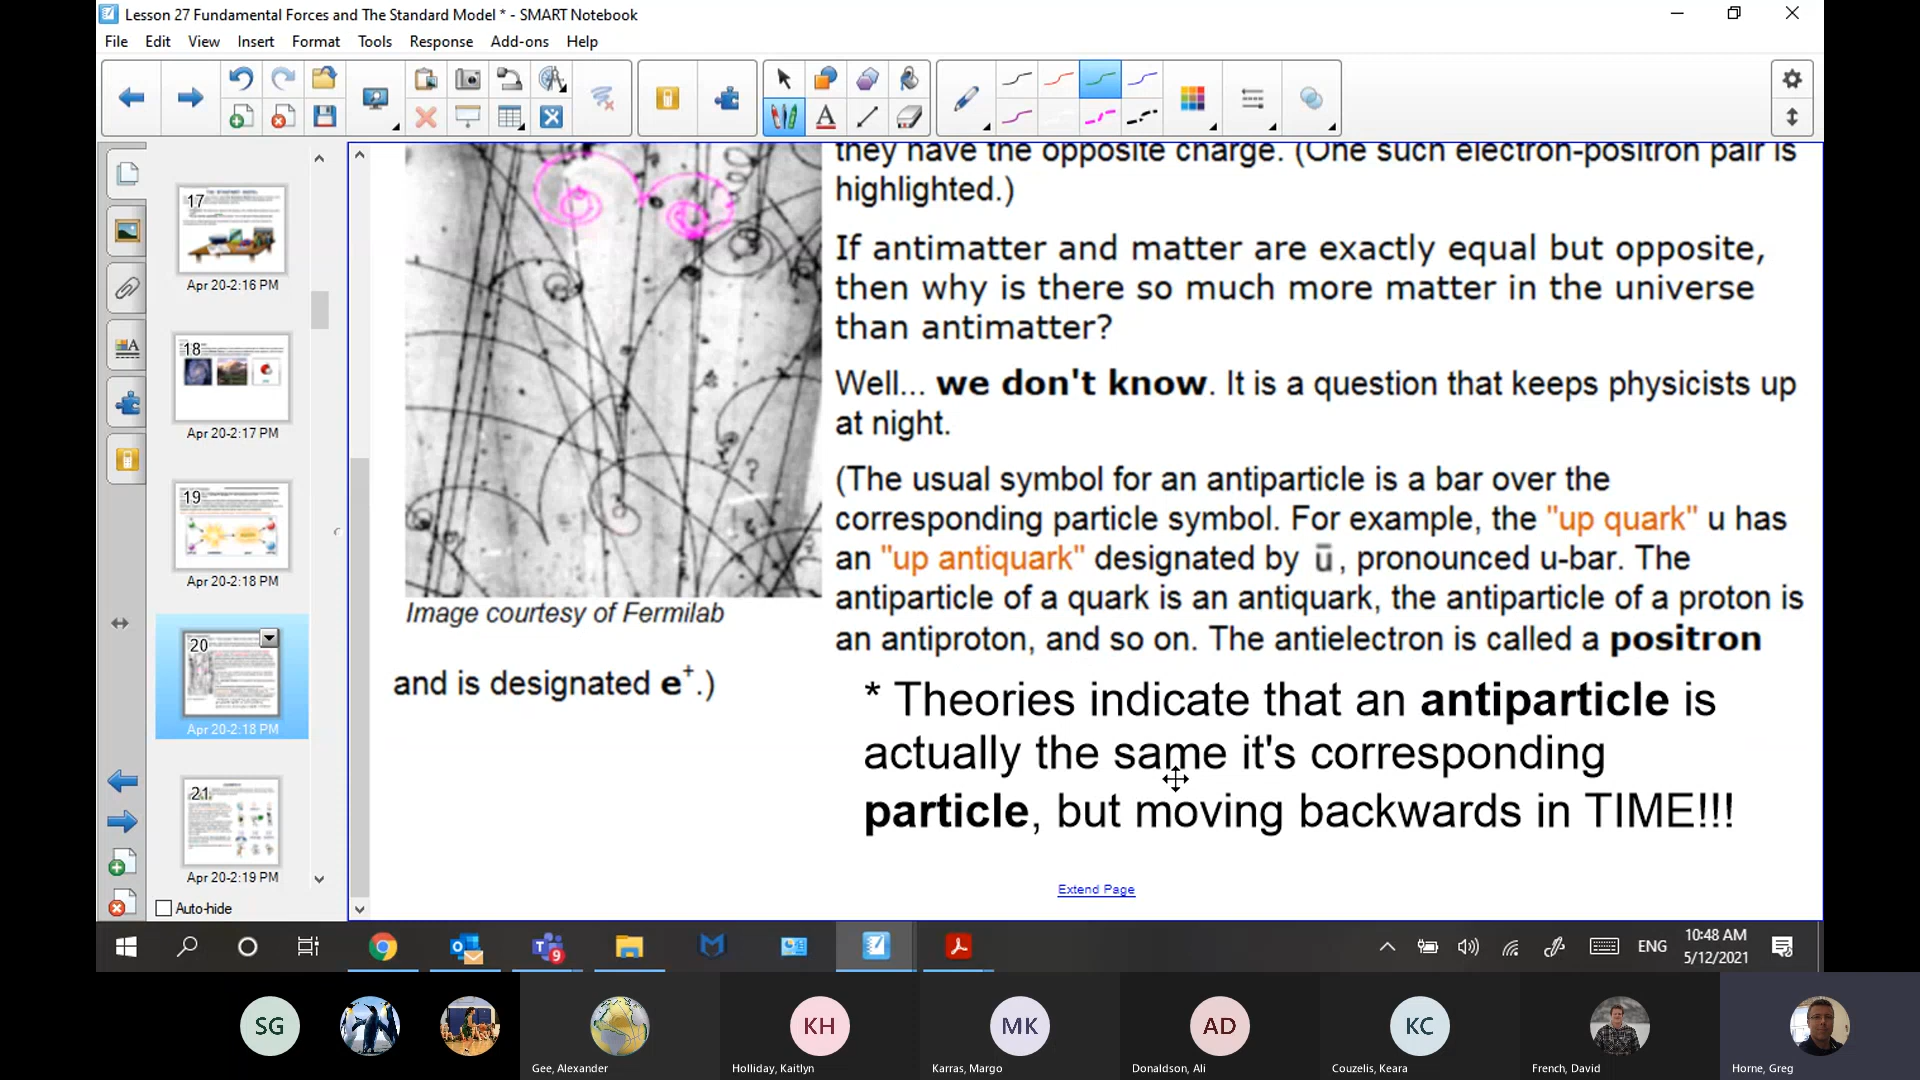 Lesson 27 Fundamental Forces and The Standard Model * - SMART Notebook
File Edit View Insert Format Tools Response Add-ons Help
they have the opposite charge. (One such electron-positron pair is
highlighted.)
If antimatter and matter are exactly equal but opposite,
then why is there so much more matter in the universe
than antimatter?
Well... we don't know. It is a question that keeps physicists up
at night.
(The usual symbol for an antiparticle is a bar over the
corresponding particle symbol. For example, the "up quark" u has
an "up antiquark" designated by ū, pronounced u-bar. The
antiparticle of a quark is an antiquark, the antiparticle of a proton is
an antiproton, and so on. The antielectron is called a positron
Image courtesy of Fermilab
and is designated e⁺.)
* Theories indicate that an antiparticle is
actually the same it's corresponding
particle, but moving backwards in TIME!!!
Extend Page
17
Apr 20-2:16 PM
18
Apr 20-2:17 PM
19
Apr 20-2:18 PM
20
Apr 20-2:18 PM
21
Apr 20-2:19 PM
Auto-hide
9
ENG
10:48 AM
5/12/2021
SG
KH
MK
AD
KC
Gee, Alexander
Holliday, Kaitlyn
Karras, Margo
Donaldson, Ali
Couzelis, Keara
French, David
Horne, Greg